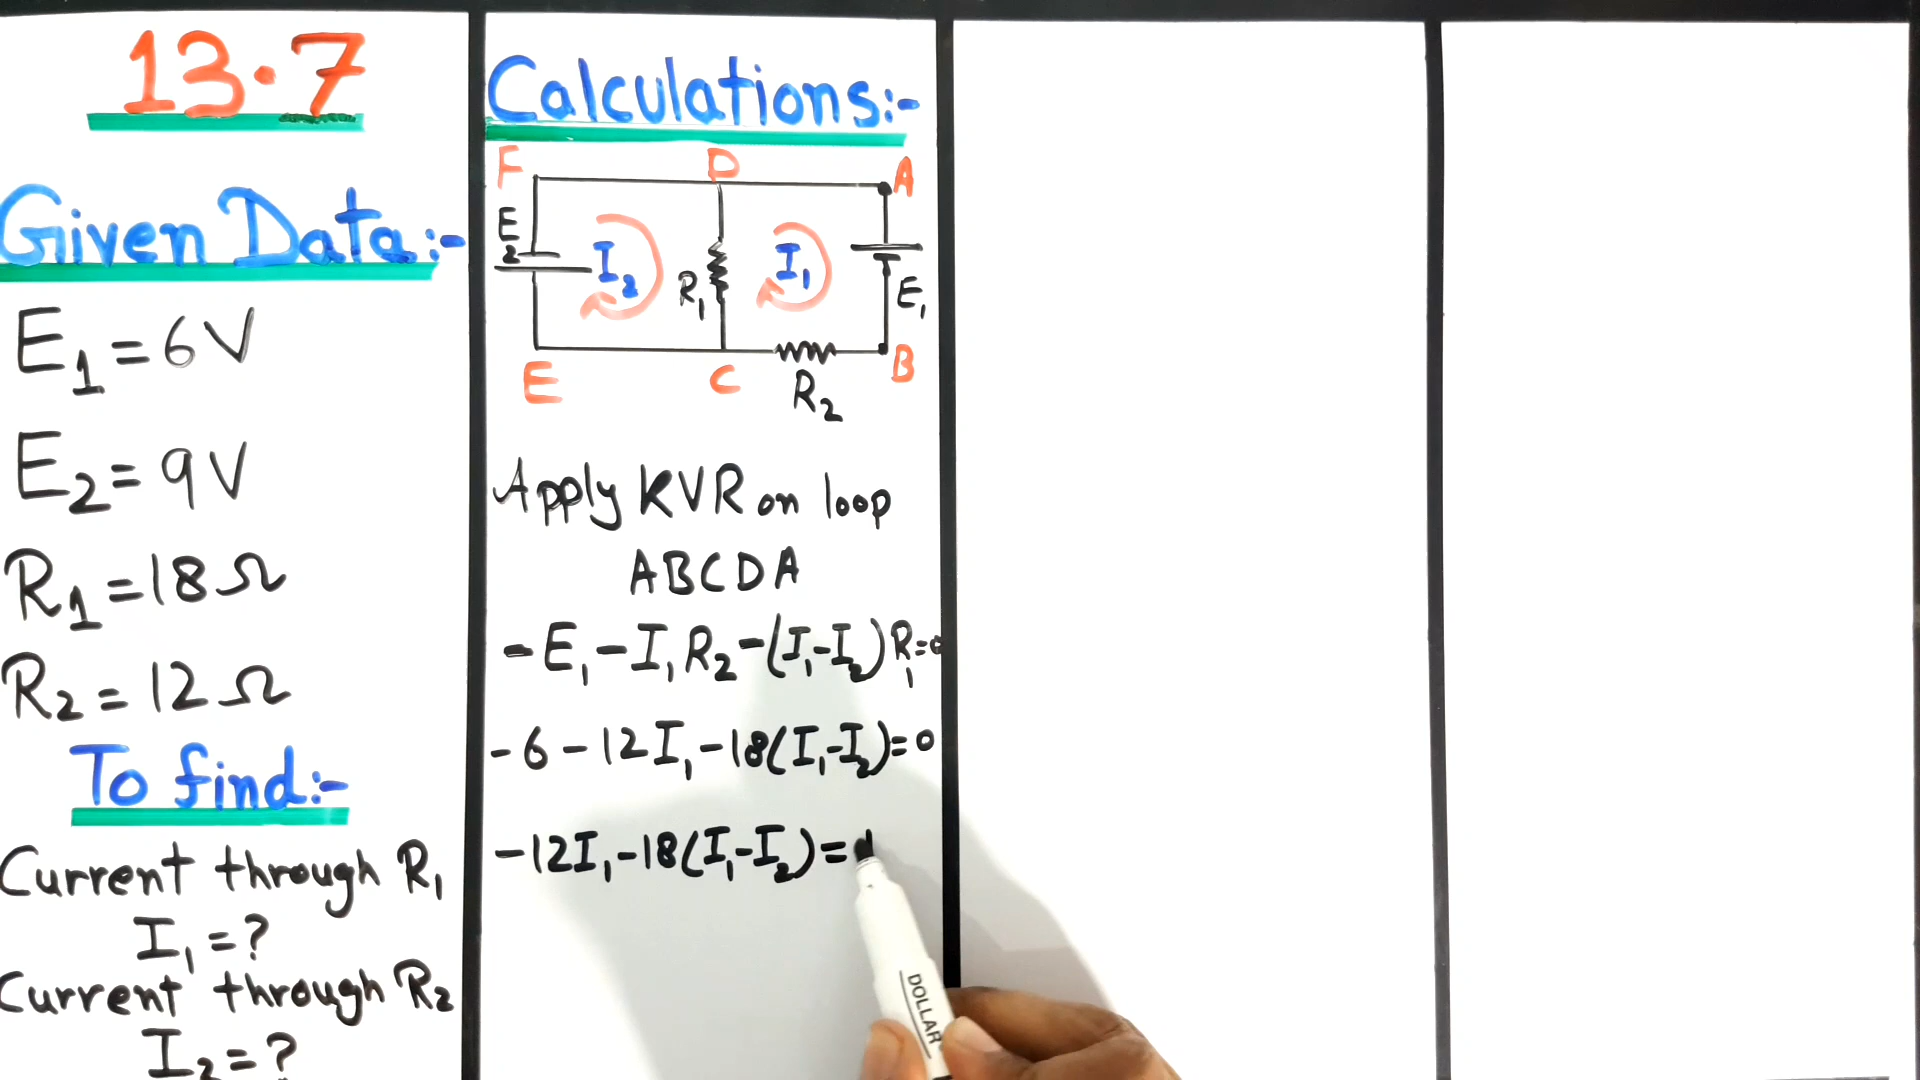 13.7
Given Data:-
E1 = 6V
E2 = 9V
R1 = 18Ω
R2 = 12Ω
To find:-
Current through R1
I1 = ?
Current through R2
I2 = ?
Calculations:-
F D A
E2 I2 R1 I1 E1
E C B
R2
Apply KVR on loop
ABCDA
-E1 - I1R2 - (I1-I2)R1 = 0
-6 - 12I1 - 18(I1-I2) = 0
-12I1 - 18(I1-I2) =
DOLLAR